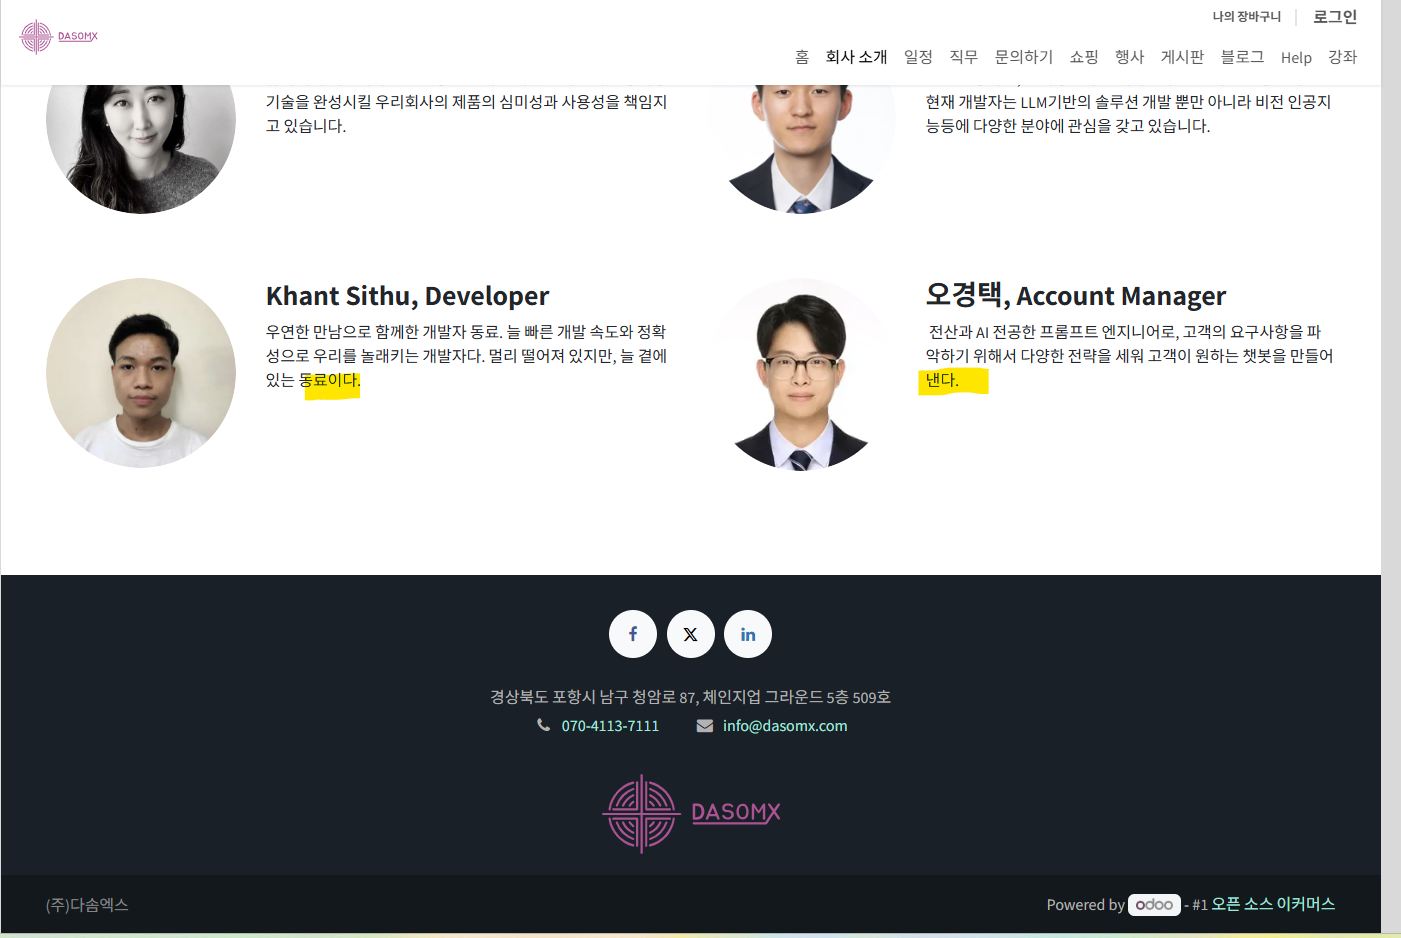 나의 장바구니
로그인
DASOMX
홈 회사 소개 일정 직무 문의하기 쇼핑 행사 게시판 블로그 Help 강좌
기술을 완성시킬 우리회사의 제품의 심미성과 사용성을 책임지
고 있습니다.
현재 개발자는 LLM기반의 솔루션 개발 뿐만 아니라 비전 인공지
능등에 다양한 분야에 관심을 갖고 있습니다.
Khant Sithu, Developer
우연한 만남으로 함께한 개발자 동료. 늘 빠른 개발 속도와 정확
성으로 우리를 놀래키는 개발자다. 멀리 떨어져 있지만, 늘 곁에
있는 동료이다.
오경택, Account Manager
전산과 AI 전공한 프롬프트 엔지니어로, 고객의 요구사항을 파
악하기 위해서 다양한 전략을 세워 고객이 원하는 챗봇을 만들어
낸다.
경상북도 포항시 남구 청암로 87, 체인지업 그라운드 5층 509호
070-4113-7111 info@dasomx.com
DASOMX
(주)다솜엑스
Powered by odoo - #1 오픈 소스 이커머스